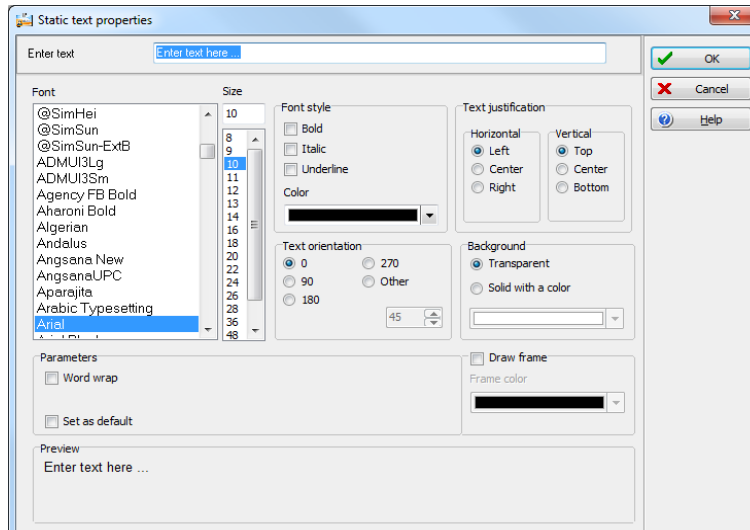 Static text properties
Enter text
Enter text here ...
OK
Cancel
Help
Font
@SimHei
@SimSun
@SimSun-ExtB
ADMUI3Lg
ADMUI3Sm
Agency FB Bold
Aharoni Bold
Algerian
Andalus
Angsana New
AngsanaUPC
Aparajita
Arabic Typesetting
Arial
Size
10
8
9
10
11
12
13
14
16
18
20
22
24
26
28
36
48
Font style
Bold
Italic
Underline
Color
Text justification
Horizontal
Left
Center
Right
Vertical
Top
Center
Bottom
Text orientation
0
90
180
270
Other
45
Background
Transparent
Solid with a color
Parameters
Word wrap
Set as default
Draw frame
Frame color
Preview
Enter text here ...